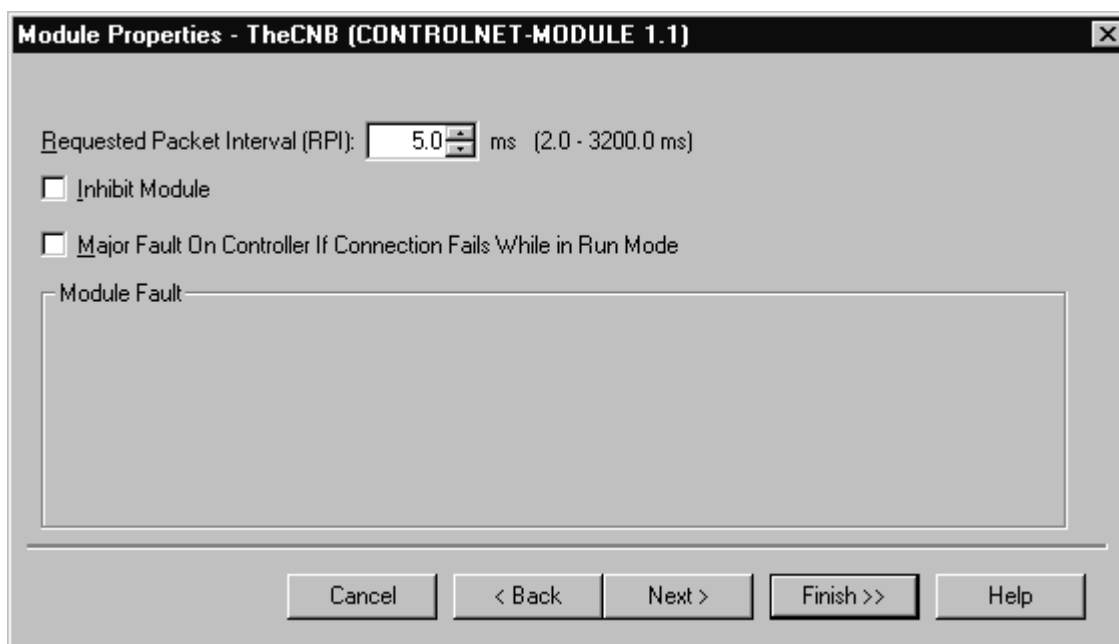 Module Properties - TheCNB (CONTROLNET-MODULE 1.1)
Requested Packet Interval (RPI): 5.0 ms (2.0 - 3200.0 ms)
Inhibit Module
Major Fault On Controller If Connection Fails While in Run Mode
Module Fault
Cancel < Back Next > Finish >> Help